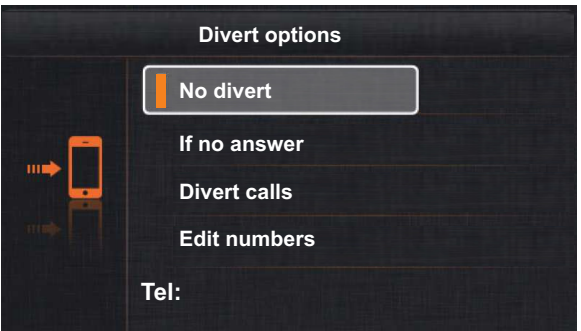 Divert options
No divert
If no answer
Divert calls
Edit numbers
Tel: